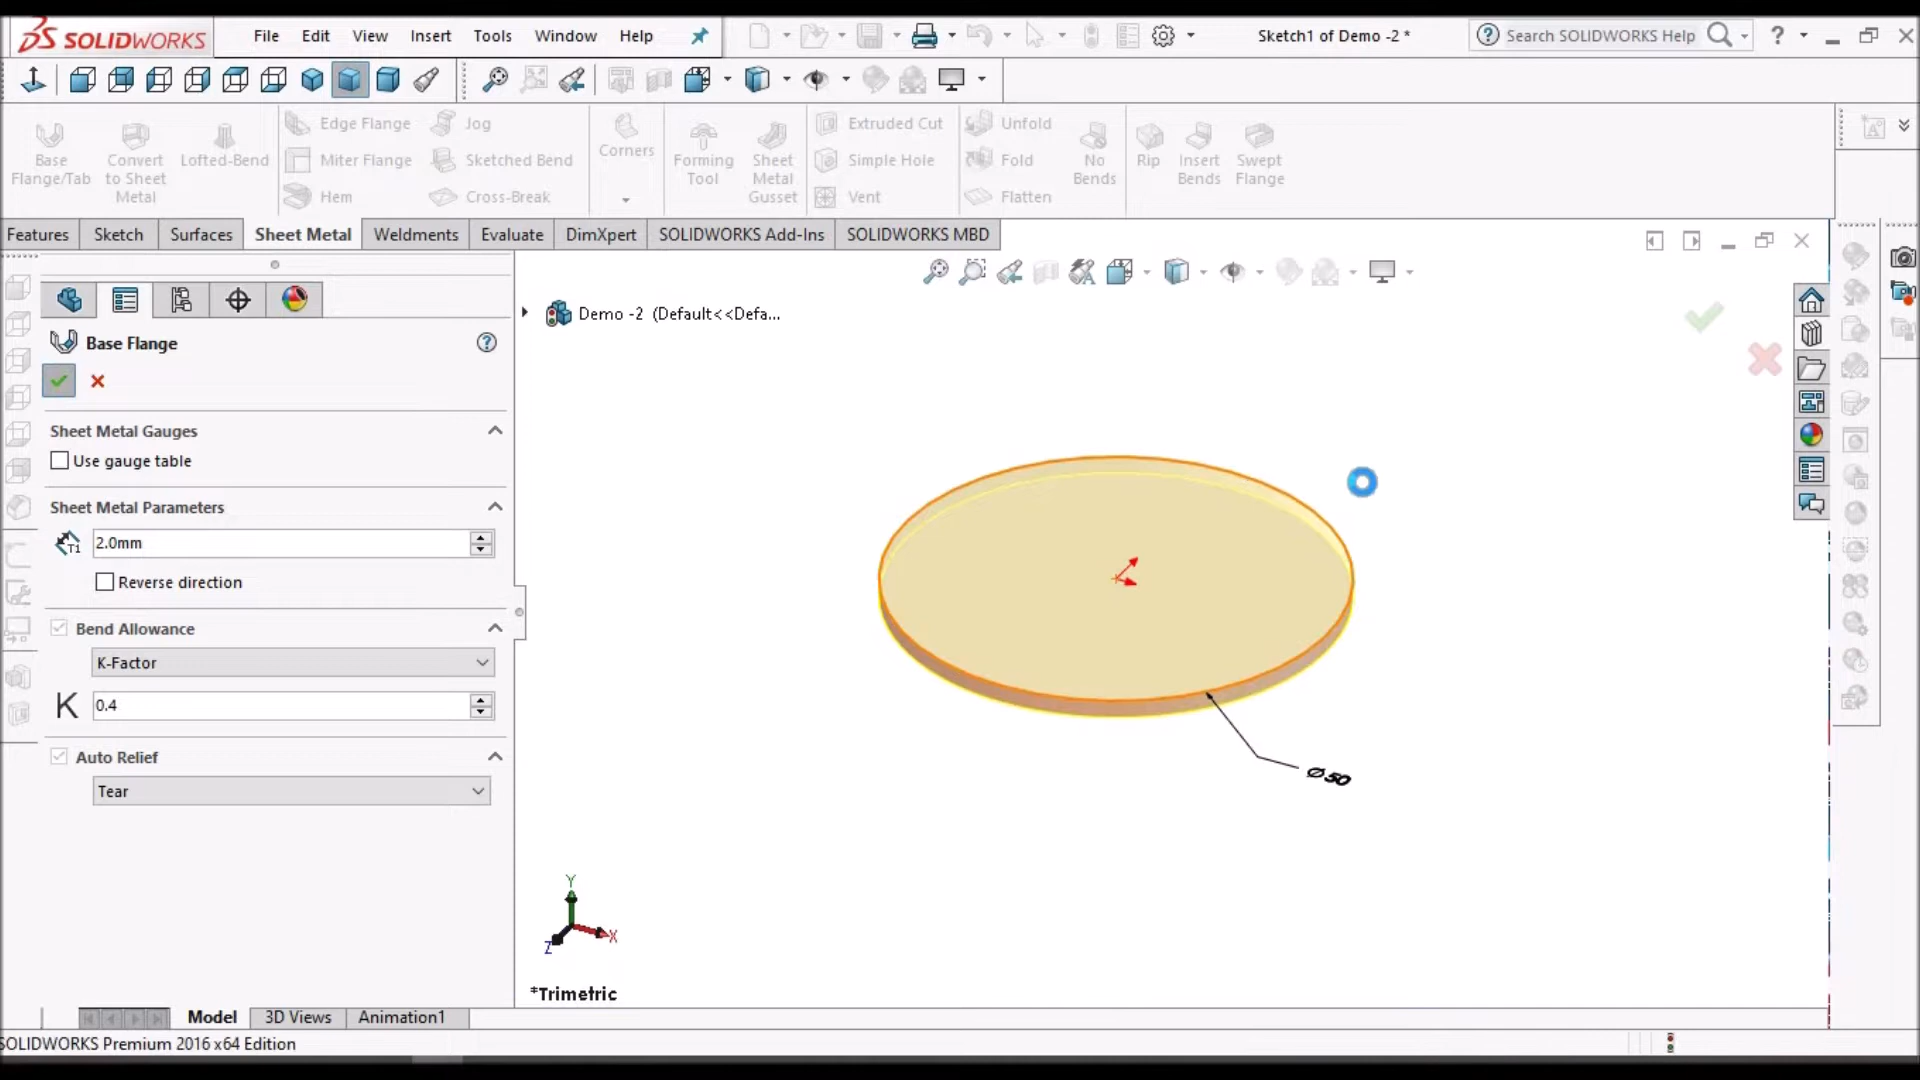 SOLIDWORKS
File Edit View Insert Tools Window Help
Sketch1 of Demo -2 *
Search SOLIDWORKS Help
Base Flange/Tab
Convert to Sheet Metal
Lofted-Bend
Edge Flange
Miter Flange
Hem
Jog
Sketched Bend
Cross-Break
Corners
Forming Tool
Sheet Metal Gusset
Extruded Cut
Simple Hole
Vent
Unfold
Fold
Flatten
No Bends
Rip
Insert Bends
Swept Flange
Features Sketch Surfaces Sheet Metal Weldments Evaluate DimXpert SOLIDWORKS Add-Ins SOLIDWORKS MBD
Demo -2 (Default<<Defa...
Base Flange
Sheet Metal Gauges
Use gauge table
Sheet Metal Parameters
T1 2.0mm
Reverse direction
Bend Allowance
K-Factor
K 0.4
Auto Relief
Tear
Ø50
Y
X
Z
*Trimetric
Model 3D Views Animation1
SOLIDWORKS Premium 2016 x64 Edition